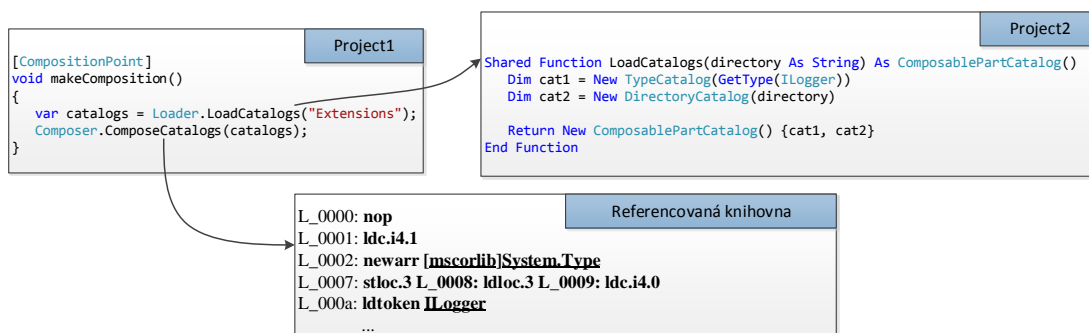 Project1
[CompositionPoint]
void makeComposition()
{
var catalogs = Loader.LoadCatalogs("Extensions");
Composer.ComposeCatalogs(catalogs);
}
Project2
Shared Function LoadCatalogs(directory As String) As ComposablePartCatalog()
Dim cat1 = New TypeCatalog(GetType(ILogger))
Dim cat2 = New DirectoryCatalog(directory)
Return New ComposablePartCatalog() {cat1, cat2}
End Function
Referencovaná knihovna
L_0000: nop
L_0001: ldc.i4.1
L_0002: newarr [mscorlib]System.Type
L_0007: stloc.3 L_0008: ldloc.3 L_0009: ldc.i4.0
L_000a: ldtoken ILogger
...